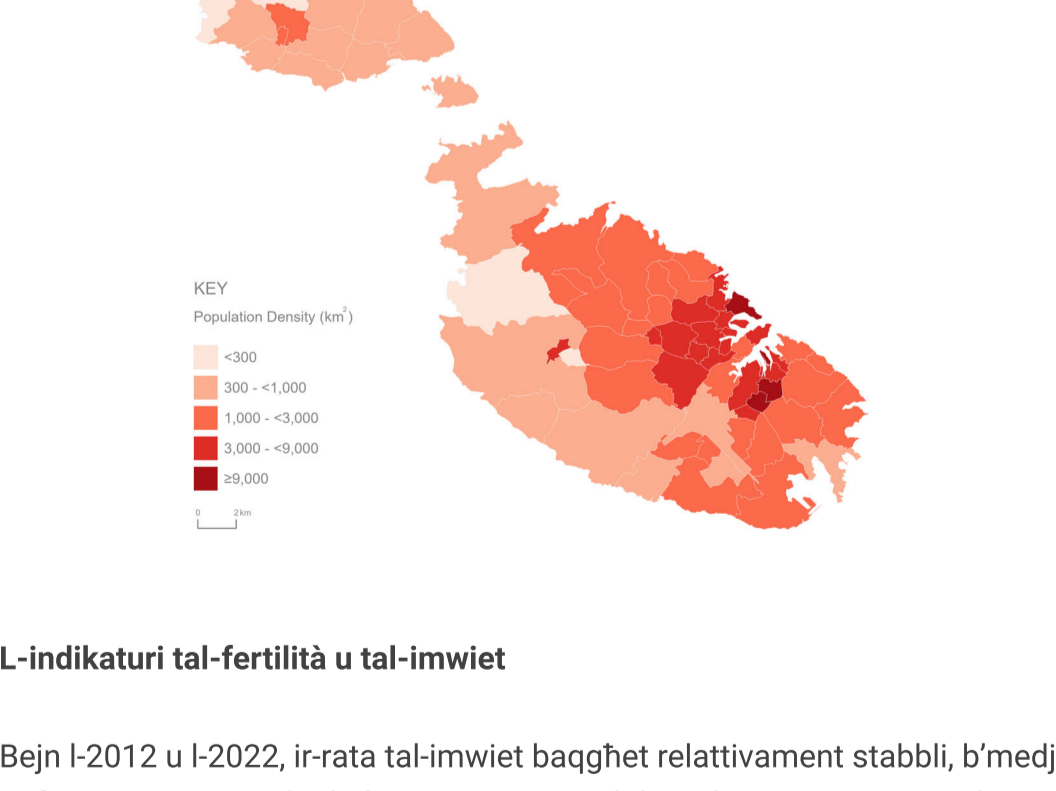 KEY
Population Density (km²)
<300
300 - <1,000
1,000 - <3,000
3,000 - <9,000
≥9,000
0 2 km
L-indikaturi tal-fertilità u tal-imwiet
Bejn l-2012 u l-2022, ir-rata tal-imwiet baqgħet relattivament stabbli, b’medj